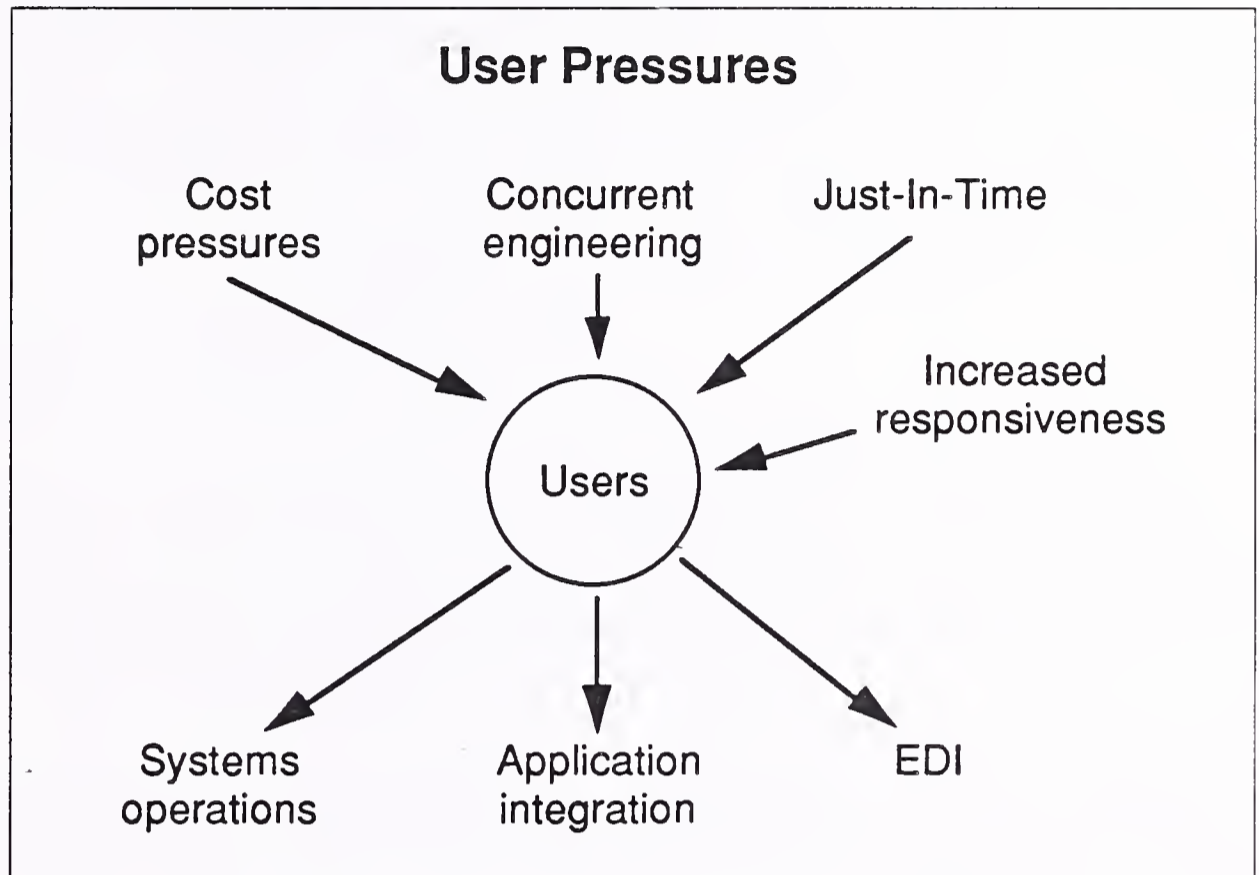 User Pressures
Cost
pressures
Concurrent
engineering
Just-In-Time
Increased
responsiveness
Users
Systems
operations
Application
integration
EDI